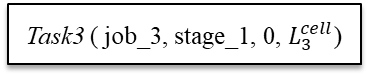 Task3 ( job_3, stage_1, 0, L_3^{cell})